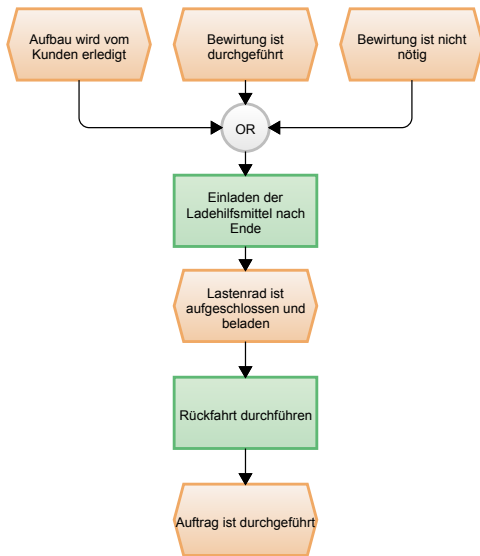 Aufbau wird vom
Kunden erledigt
Bewirtung ist
durchgeführt
Bewirtung ist nicht
nötig
OR
Einladen der
Ladehilfsmittel nach
Ende
Lastenrad ist
aufgeschlossen und
beladen
Rückfahrt durchführen
Auftrag ist durchgeführt